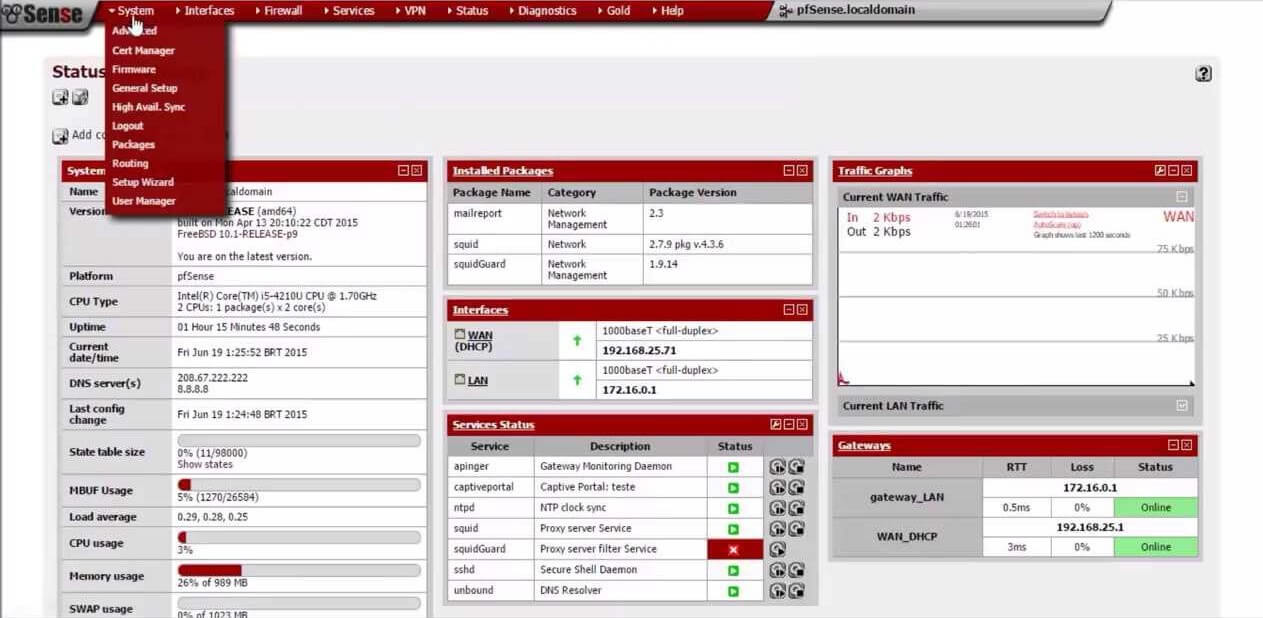 Sense
System
Interfaces
Firewall
Services
VPN
Status
Diagnostics
Gold
Help
pfSense.localdomain
Advanced
Cert Manager
Firmware
General Setup
High Avail. Sync
Logout
Packages
Routing
Setup Wizard
User Manager
Status
Add
System
Name
Version
(amd64)
built on Mon Apr 13 20:10:22 CDT 2015
FreeBSD 10.1-RELEASE-p9
You are on the latest version.
Platform pfSense
CPU Type
Intel(R) Core(TM) i5-4210U CPU @ 1.70GHz
2 CPUs: 1 package(s) x 2 core(s)
Uptime 01 Hour 15 Minutes 48 Seconds
Current
date/time
Fri Jun 19 1:25:52 BRT 2015
DNS server(s)
208.67.222.222
8.8.8.8
Last config
change
Fri Jun 19 1:24:48 BRT 2015
State table size
0% (11/98000)
Show states
MBUF Usage
5% (1270/26584)
Load average 0.29, 0.28, 0.25
CPU usage
3%
Memory usage
26% of 989 MB
SWAP usage
0% of 1023 MB
Installed Packages
Package Name Category Package Version
mailreport Network Management 2.3
squid Network 2.7.9 pkg v.4.3.6
squidGuard Network Management 1.9.14
Interfaces
WAN
(DHCP)
1000baseT <full-duplex>
192.168.25.71
LAN
1000baseT <full-duplex>
172.16.0.1
Services Status
Service Description Status
apinger Gateway Monitoring Daemon
captiveportal Captive Portal: teste
ntpd NTP clock sync
squid Proxy server Service
squidGuard Proxy server filter Service
sshd Secure Shell Daemon
unbound DNS Resolver
Traffic Graphs
Current WAN Traffic
In 2 Kbps
Out 2 Kbps
6/19/2015
01:26:01
Switch to bytes/s
AutoScale (up)
Graph shows last 1200 seconds
WAN
75 Kbps
50 Kbps
25 Kbps
Current LAN Traffic
Gateways
Name RTT Loss Status
gateway_LAN
172.16.0.1
0.5ms 0% Online
WAN_DHCP
192.168.25.1
3ms 0% Online